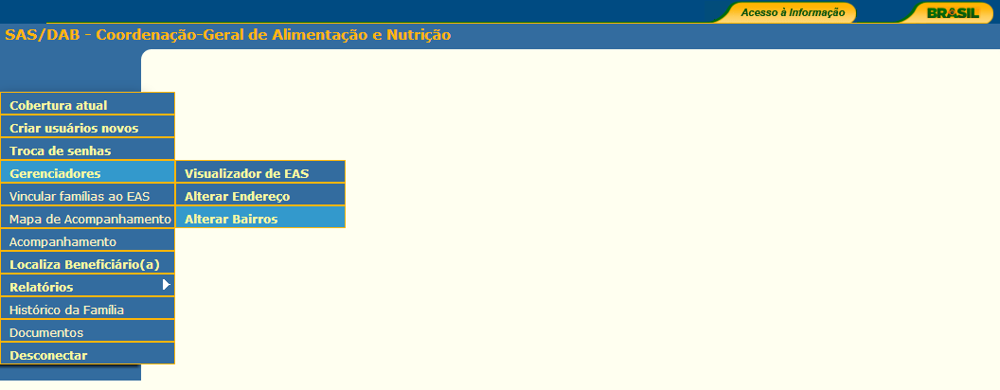 Acesso à Informação
BRASIL
SAS/DAB - Coordenação-Geral de Alimentação e Nutrição
Cobertura atual
Criar usuários novos
Troca de senhas
Gerenciadores
Visualizador de EAS
Vincular famílias ao EAS
Alterar Endereço
Mapa de Acompanhamento
Alterar Bairros
Acompanhamento
Localiza Beneficiário(a)
Relatórios
Histórico da Família
Documentos
Desconectar